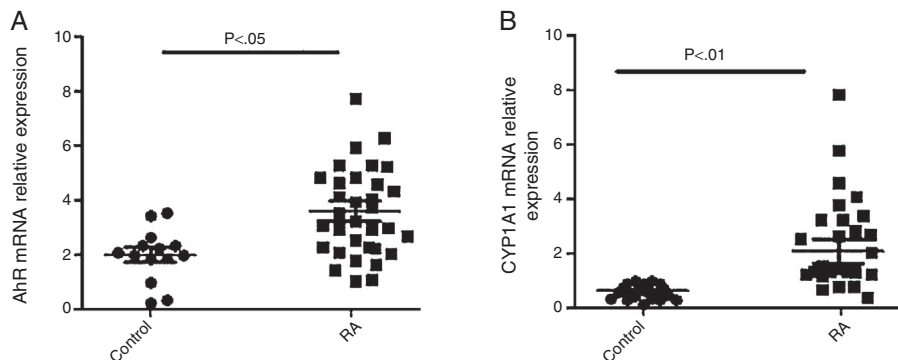 A
AhR mRNA relative expression
10
8
6
4
2
0
P<.05
Control
RA
B
CYP1A1 mRNA relative
expression
10
8
6
4
2
0
P<.01
Control
RA